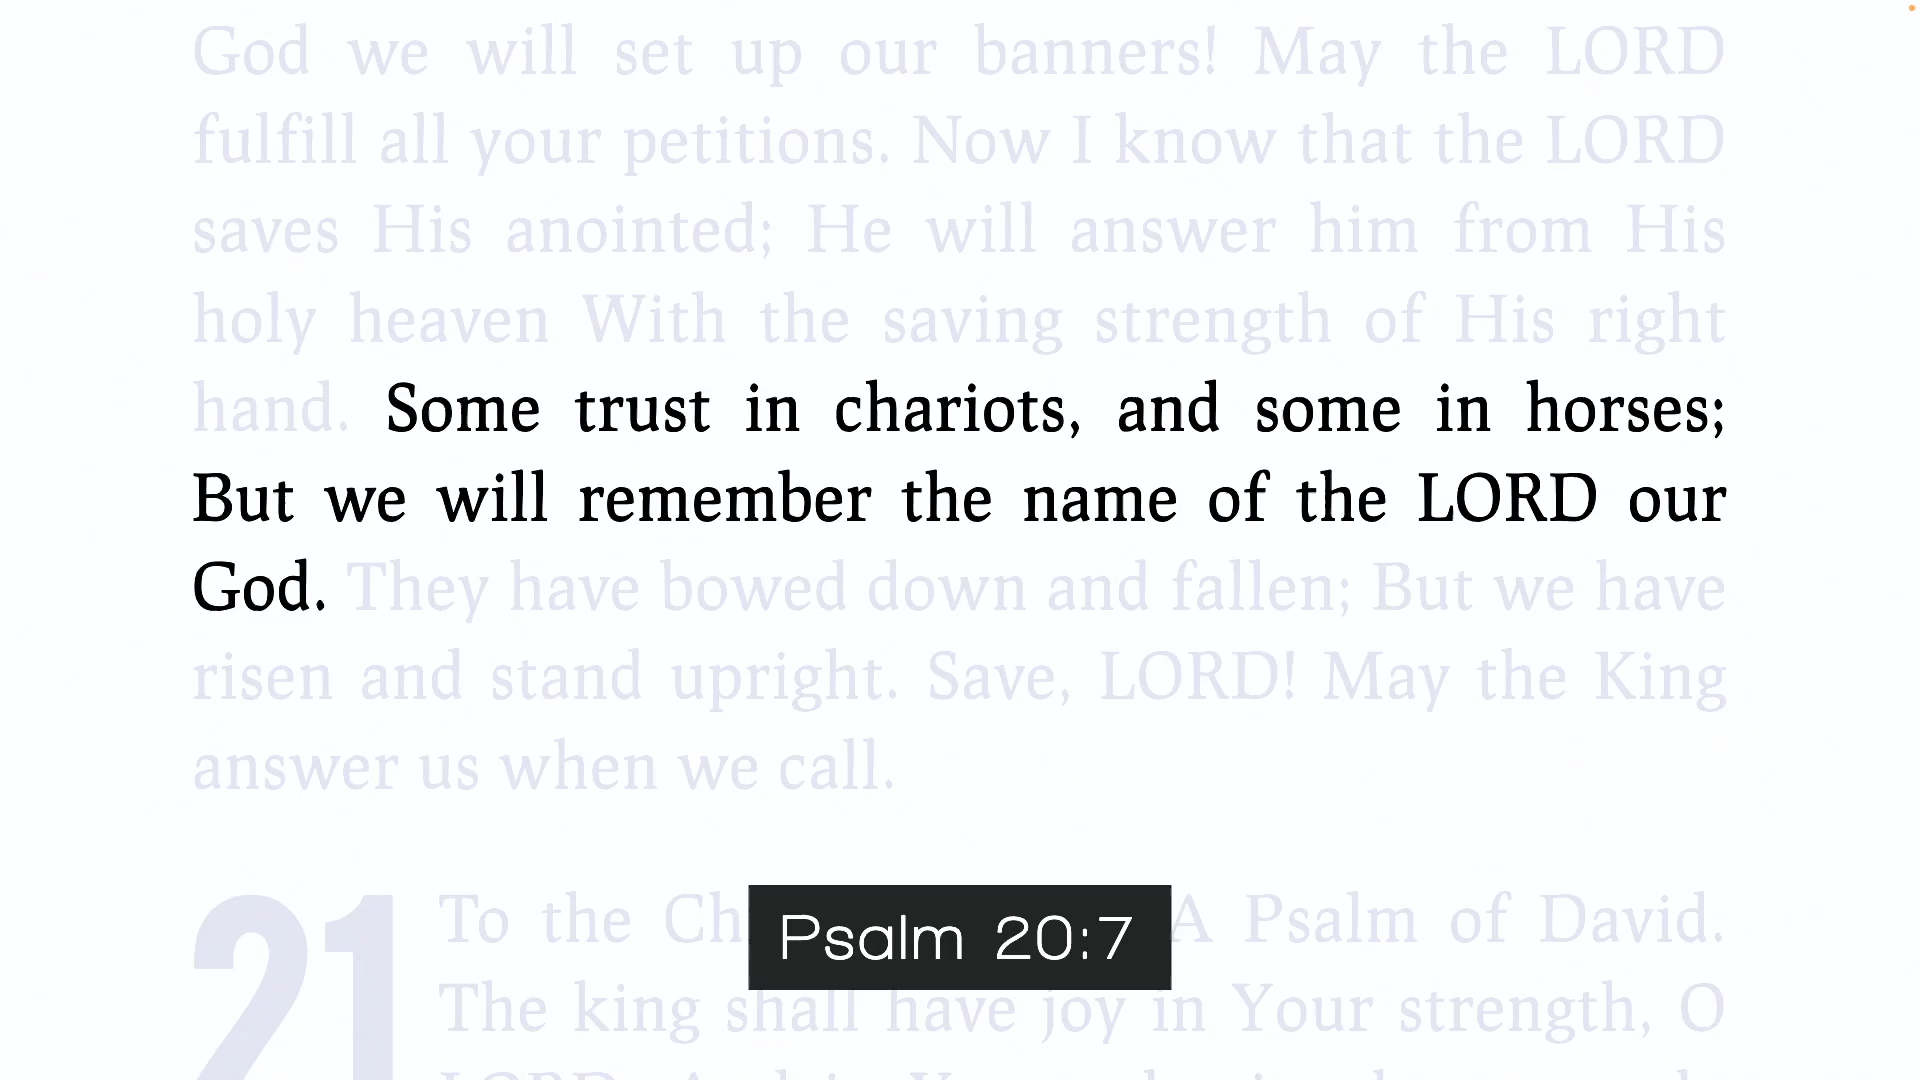 God we will set up our banners! May the LORD
fulfill all your petitions. Now I know that the LORD
saves His anointed; He will answer him from His
holy heaven With the saving strength of His right
hand. Some trust in chariots, and some in horses;
But we will remember the name of the LORD our
God. They have bowed down and fallen; But we have
risen and stand upright. Save, LORD! May the King
answer us when we call.
21
To the A Psalm of David.
Psalm 20:7
The king shall have joy in Your strength, O